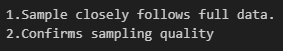 1.Sample closely follows full data.
2.Confirms sampling quality